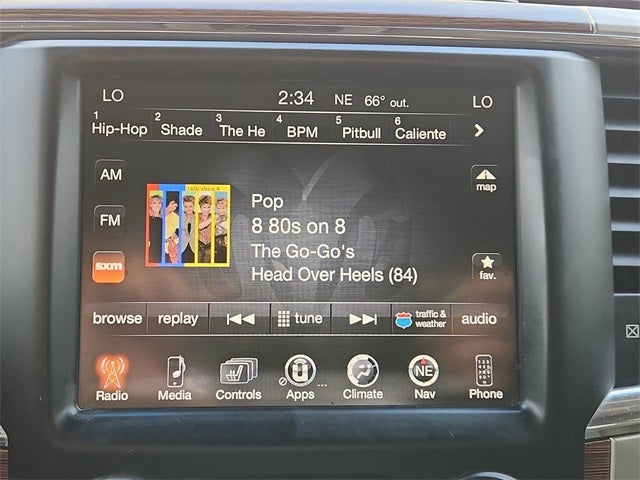 LO 2:34 NE 66° out. LO
1 Hip-Hop 2 Shade 3 The He 4 BPM 5 Pitbull 6 Caliente
AM
FM
sxm
talk show
Pop
8 80s on 8
The Go-Go's
Head Over Heels (84)
map
fav.
browse replay tune traffic & weather audio
Radio Media Controls Apps Climate NE Nav Phone